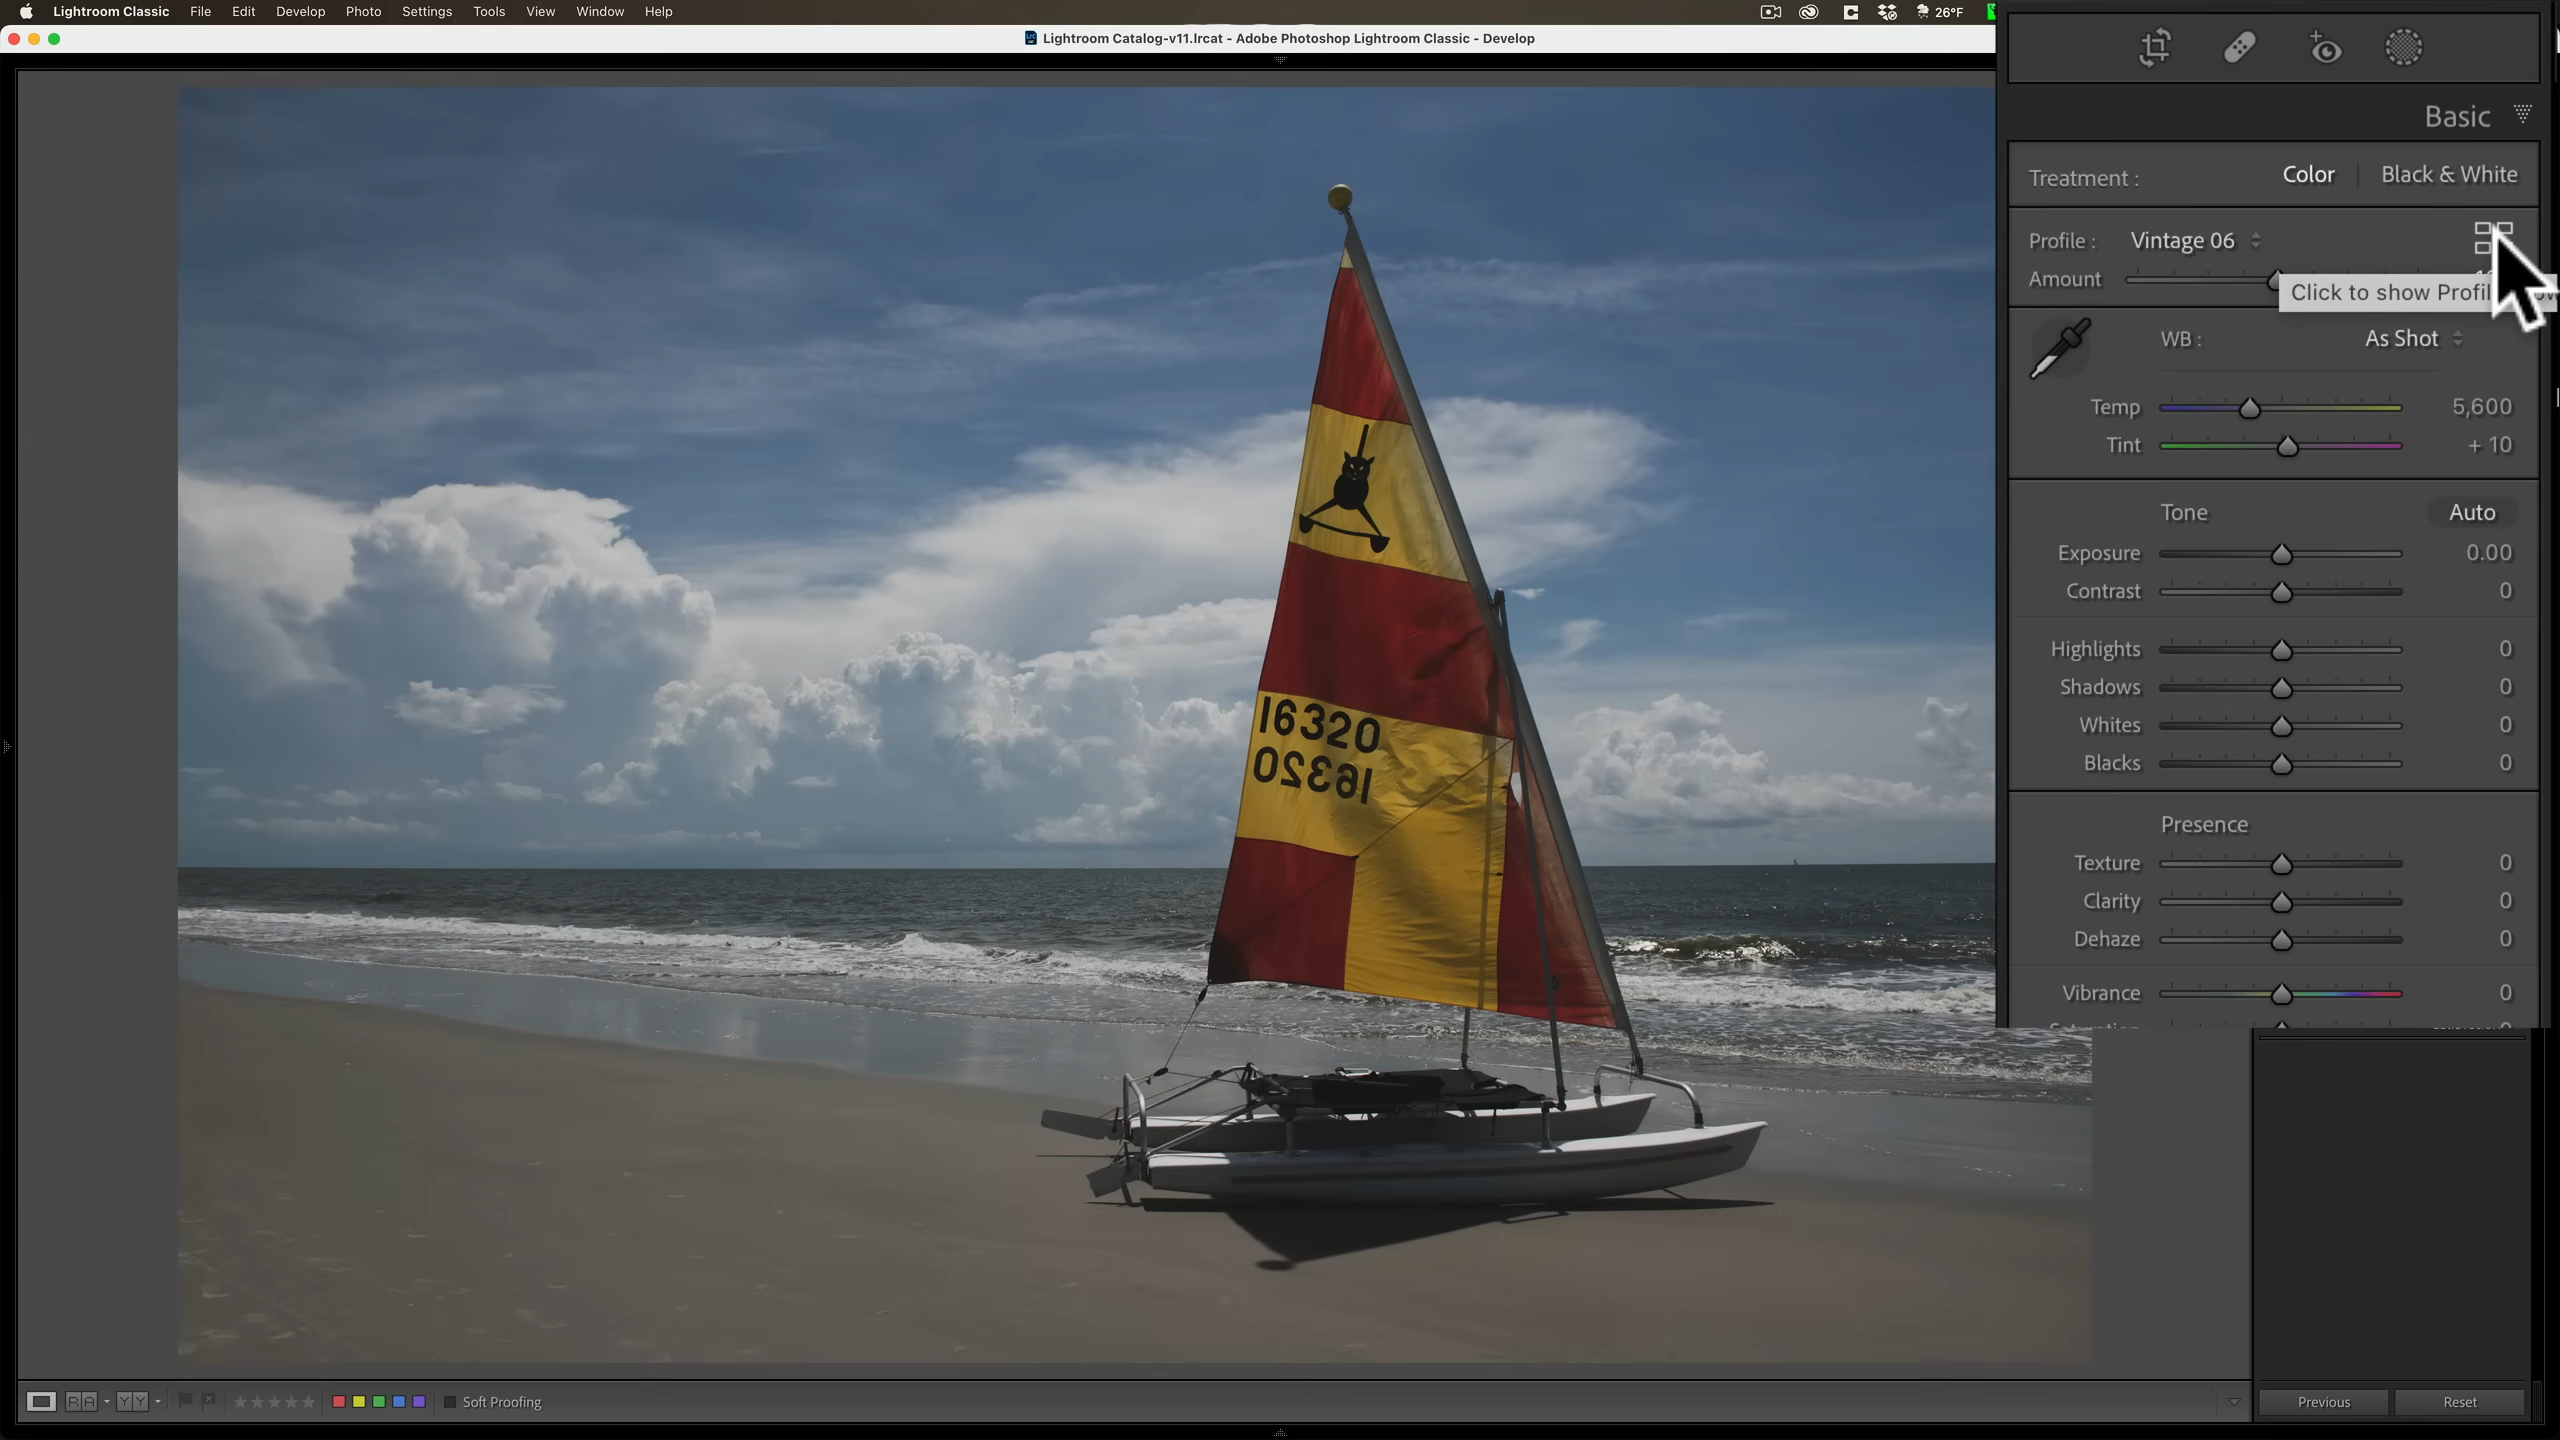 Lightroom Classic File Edit Develop Photo Settings Tools View Window Help 26°F
Lightroom Catalog-v11.lrcat - Adobe Photoshop Lightroom Classic - Develop
Basic
Treatment : Color Black & White
Profile : Vintage 06
Amount
Click to show Profil
WB : As Shot
Temp 5,600
Tint + 10
Tone Auto
Exposure 0.00
Contrast 0
Highlights 0
Shadows 0
Whites 0
Blacks 0
Presence
Texture 0
Clarity 0
Dehaze 0
Vibrance 0
16320
16320
Soft Proofing
Previous Reset